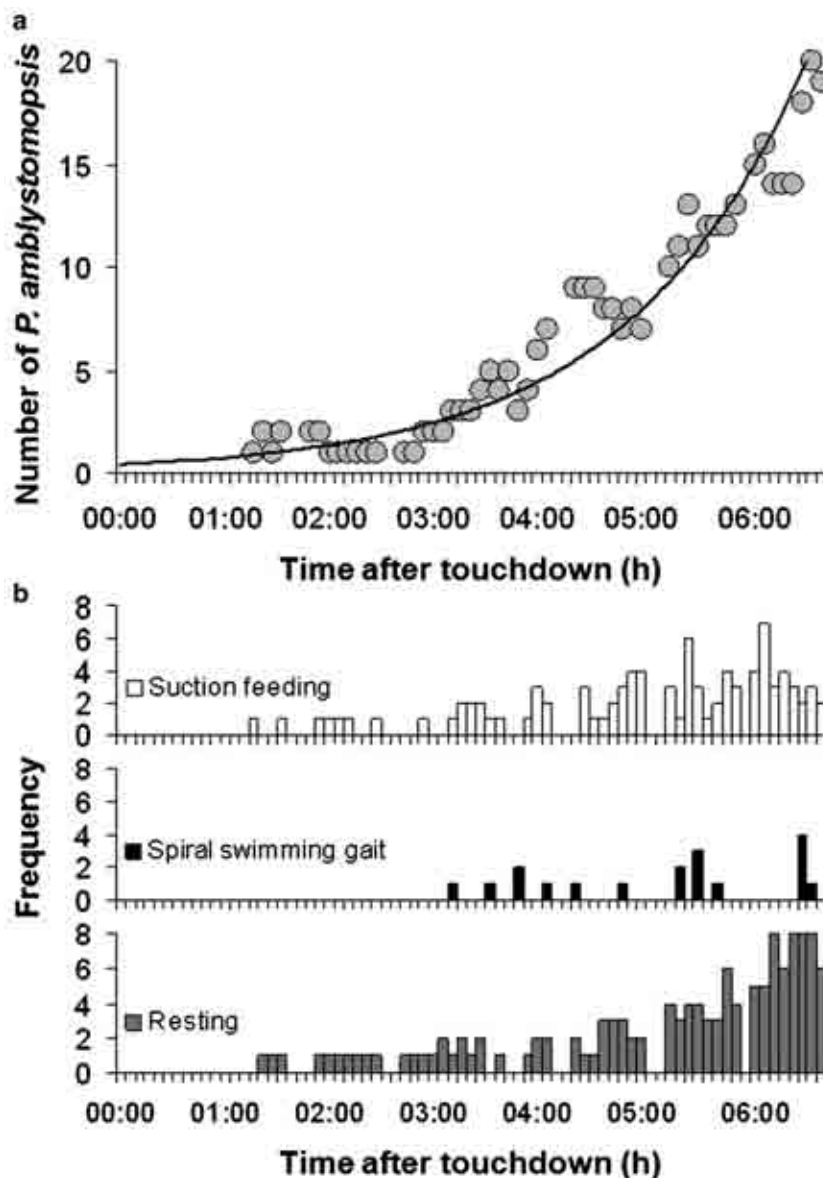 a
20
15
10
5
0
Number of P. amblystomopsis
00:00 01:00 02:00 03:00 04:00 05:00 06:00
Time after touchdown (h)
b
8
6
4
2
0
Suction feeding
8
6
4
2
0
Spiral swimming gait
8
6
4
2
0
Resting
Frequency
00:00 01:00 02:00 03:00 04:00 05:00 06:00
Time after touchdown (h)